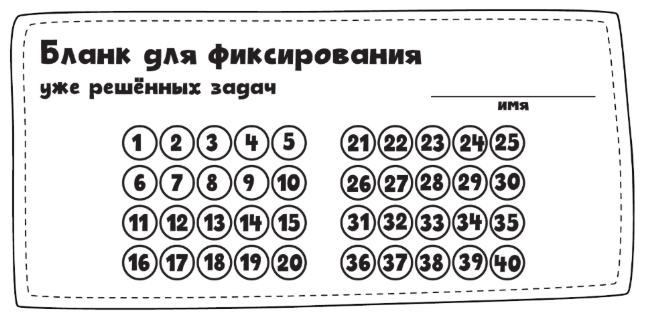 Бланк для фиксирования
уже решённых задач
имя
1 2 3 4 5 21 22 23 24 25
6 7 8 9 10 26 27 28 29 30
11 12 13 14 15 31 32 33 34 35
16 17 18 19 20 36 37 38 39 40